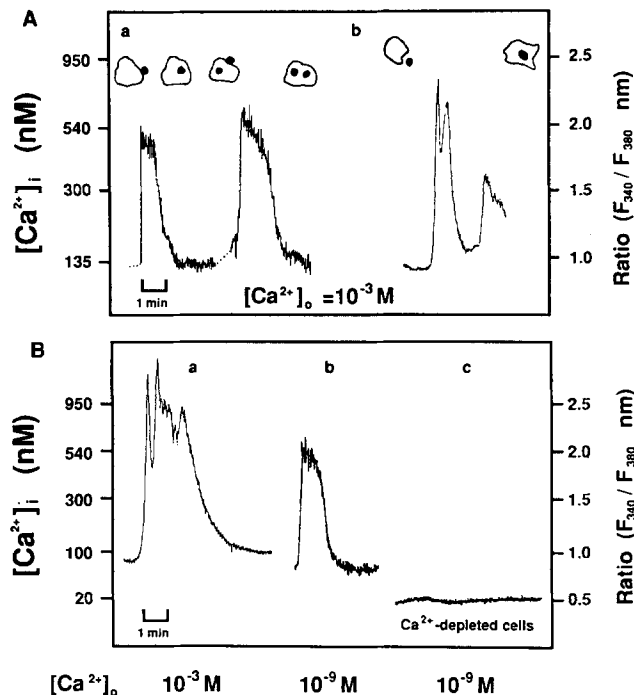 A
a
b
[Ca²⁺]ᵢ (nM)
950
540
300
135
2.5
2.0
1.5
0.9
Ratio (F₃₄₀ / F₃₈₀ nm)
1 min
[Ca²⁺]ₒ =10⁻³ M
B
a
b
c
[Ca²⁺]ᵢ (nM)
950
540
300
100
20
2.5
2.0
1.5
0.9
0.5
Ratio (F₃₄₀ / F₃₈₀ nm)
1 min
Ca²⁺-depleted cells
[Ca²⁺]ₒ 10⁻³ M 10⁻⁹ M 10⁻⁹ M